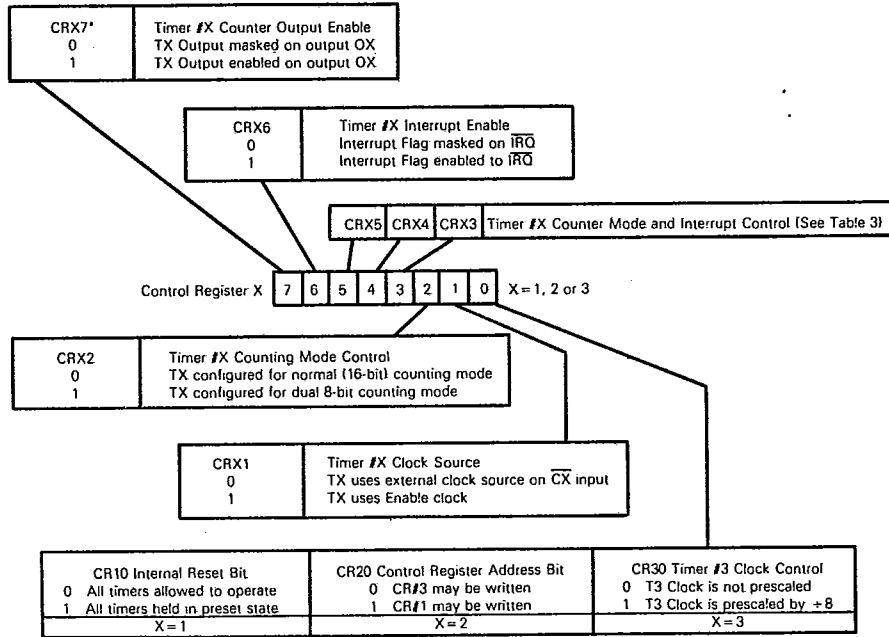 CRX7* Timer #X Counter Output Enable
0 TX Output masked on output OX
1 TX Output enabled on output OX
CRX6 Timer #X Interrupt Enable
0 Interrupt Flag masked on I̅R̅Q̅
1 Interrupt Flag enabled to I̅R̅Q̅
CRX5 CRX4 CRX3 Timer #X Counter Mode and Interrupt Control (See Table 3)
Control Register X 7 6 5 4 3 2 1 0 X=1, 2 or 3
CRX2 Timer #X Counting Mode Control
0 TX configured for normal (16-bit) counting mode
1 TX configured for dual 8-bit counting mode
CRX1 Timer #X Clock Source
0 TX uses external clock source on C̅X̅ input
1 TX uses Enable clock
CR10 Internal Reset Bit
0 All timers allowed to operate
1 All timers held in preset state
X=1
CR20 Control Register Address Bit
0 CR#3 may be written
1 CR#1 may be written
X=2
CR30 Timer #3 Clock Control
0 T3 Clock is not prescaled
1 T3 Clock is prescaled by ÷8
X=3